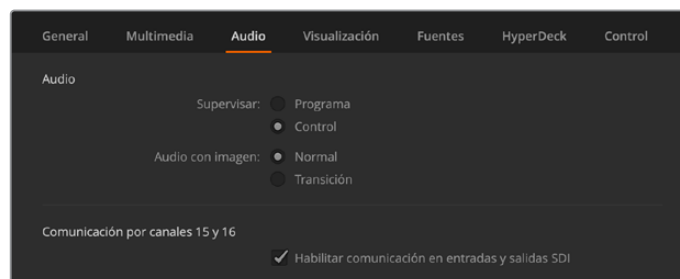 General Multimedia Audio Visualización Fuentes HyperDeck Control
Audio
Supervisar: Programa
Control
Audio con imagen: Normal
Transición
Comunicación por canales 15 y 16
Habilitar comunicación en entradas y salidas SDI